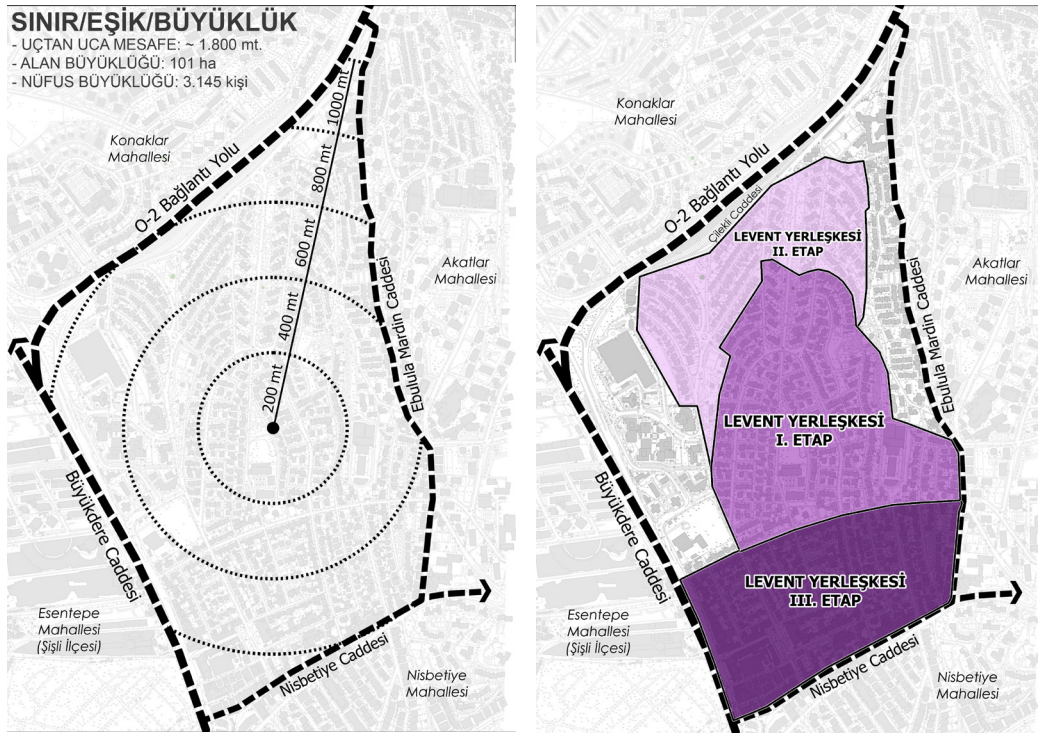 SINIR/EŞİK/BÜYÜKLÜK
- UÇTAN UCA MESAFE: ~ 1.800 mt.
- ALAN BÜYÜKLÜĞÜ: 101 ha
- NÜFUS BÜYÜKLÜĞÜ: 3.145 kişi
1000 mt
800 mt
600 mt
400 mt
200 mt
Konaklar
Mahallesi
O-2 Bağlantı Yolu
Akatlar
Mahallesi
Ebulula Mardin Caddesi
Büyükdere Caddesi
Esentepe
Mahallesi
(Şişli İlçesi)
Nisbetiye Caddesi
Nisbetiye
Mahallesi
Konaklar
Mahallesi
O-2 Bağlantı Yolu
Çilekli Caddesi
LEVENT YERLEŞKESİ
II. ETAP
Akatlar
Mahallesi
Ebulula Mardin Caddesi
LEVENT YERLEŞKESİ
I. ETAP
Büyükdere Caddesi
LEVENT YERLEŞKESİ
III. ETAP
Esentepe
Mahallesi
(Şişli İlçesi)
Nisbetiye Caddesi
Nisbetiye
Mahallesi